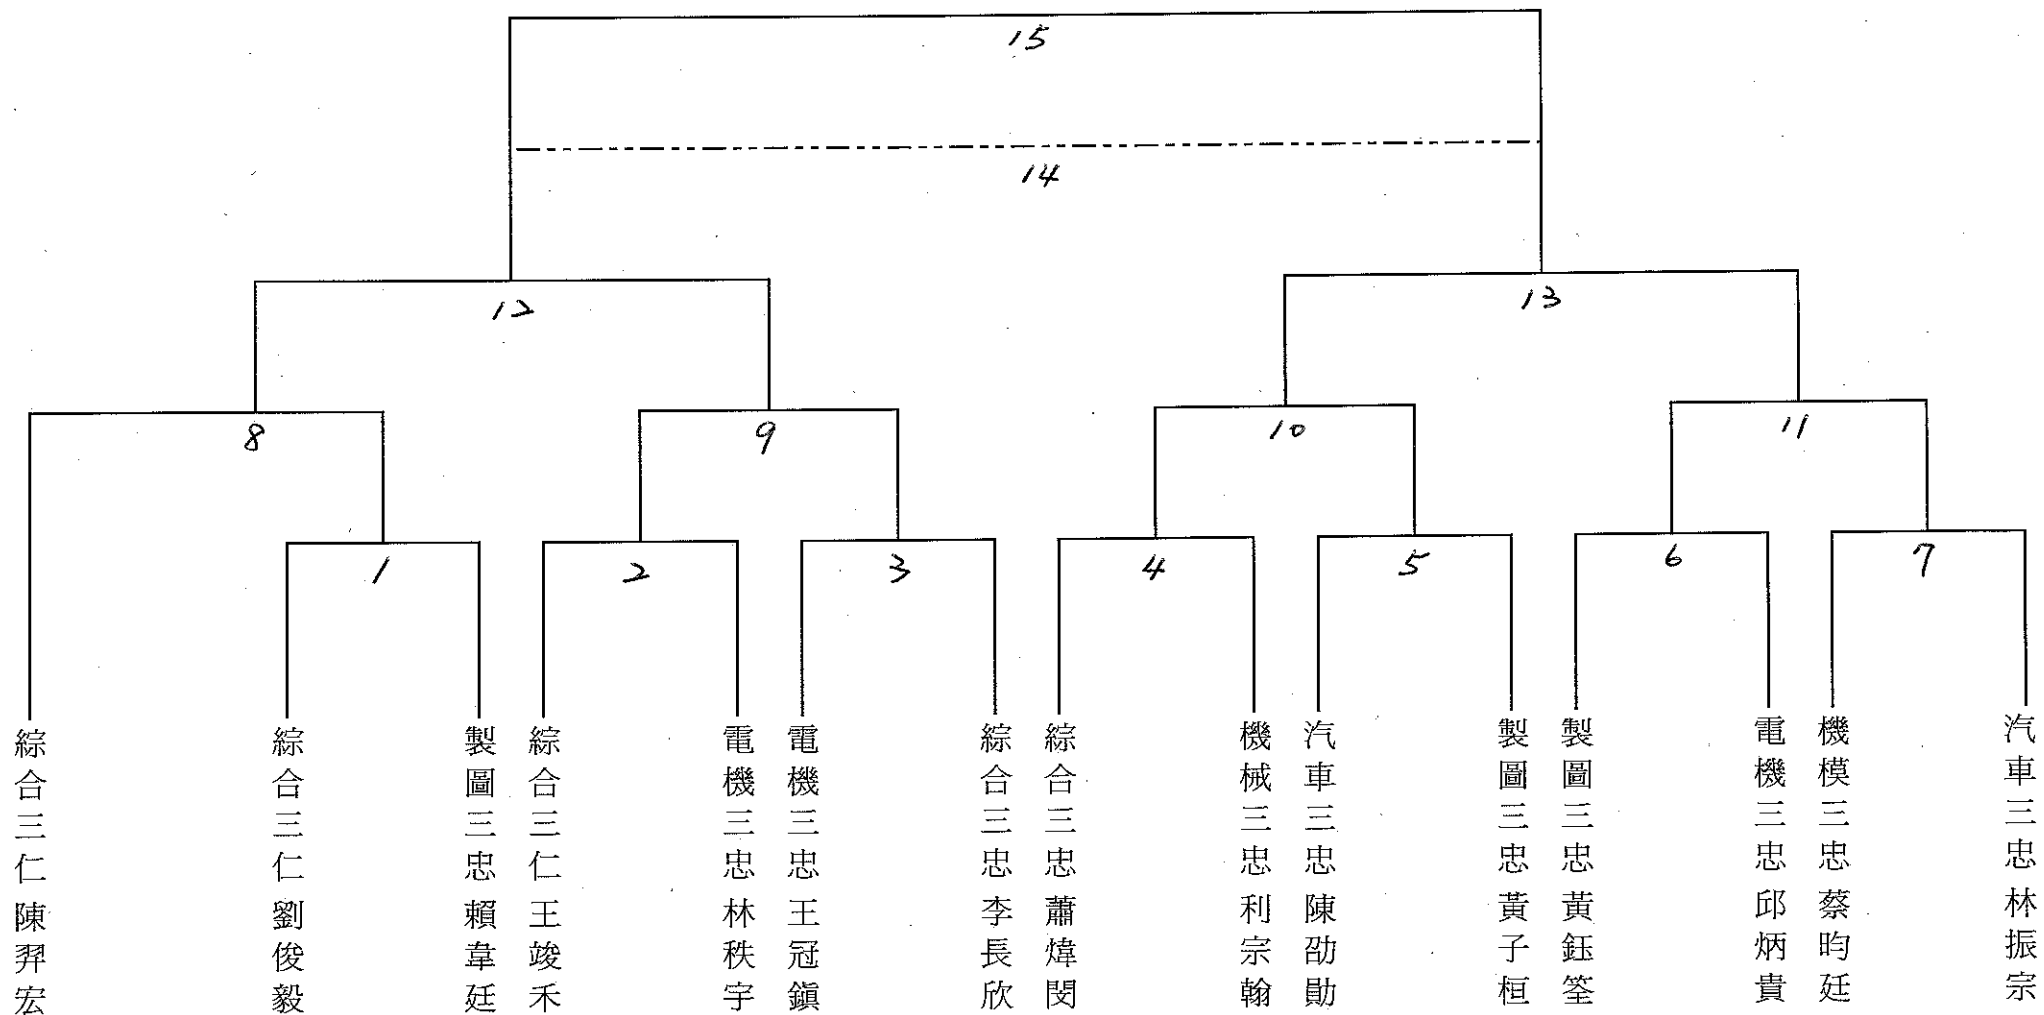 15
14
12
13
8
9
10
11
1
2
3
4
5
6
7
綜合三仁 陳羿宏
綜合三仁 劉俊毅
製圖三忠 賴韋廷
綜合三仁 王竣禾
電機三忠 林秩宇
電機三忠 王冠鎮
綜合三忠 李長欣
綜合三忠 蕭煒閔
機械三忠 利宗翰
汽車三忠 陳劭勛
製圖三忠 黃子桓
製圖三忠 黃鈺筌
電機三忠 邱炳貴
機模三忠 蔡昀廷
汽車三忠 林振宗